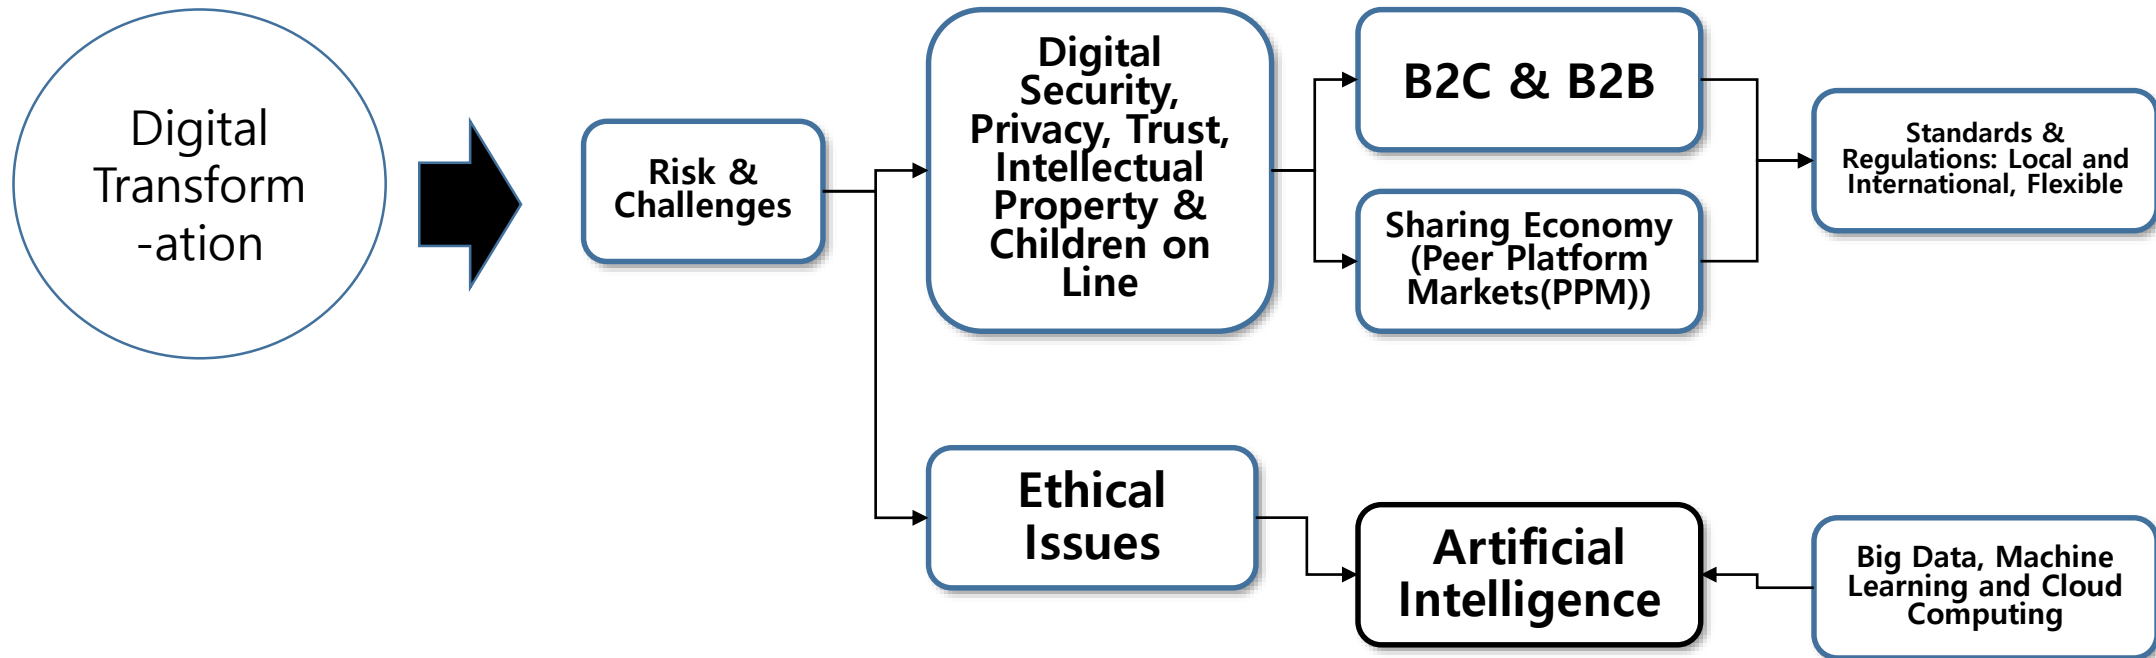 Digital
Transform
-ation
Risk &
Challenges
Digital
Security,
Privacy, Trust,
Intellectual
Property &
Children on
Line
B2C & B2B
Sharing Economy
(Peer Platform
Markets(PPM))
Standards &
Regulations: Local and
International, Flexible
Ethical
Issues
Artificial
Intelligence
Big Data, Machine
Learning and Cloud
Computing